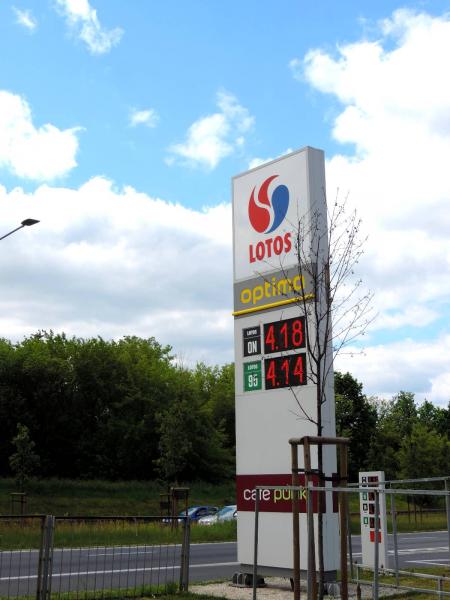 LOTOS
optima
LOTOS
ON 4.18
LOTOS
95 4.14
cafe punkt